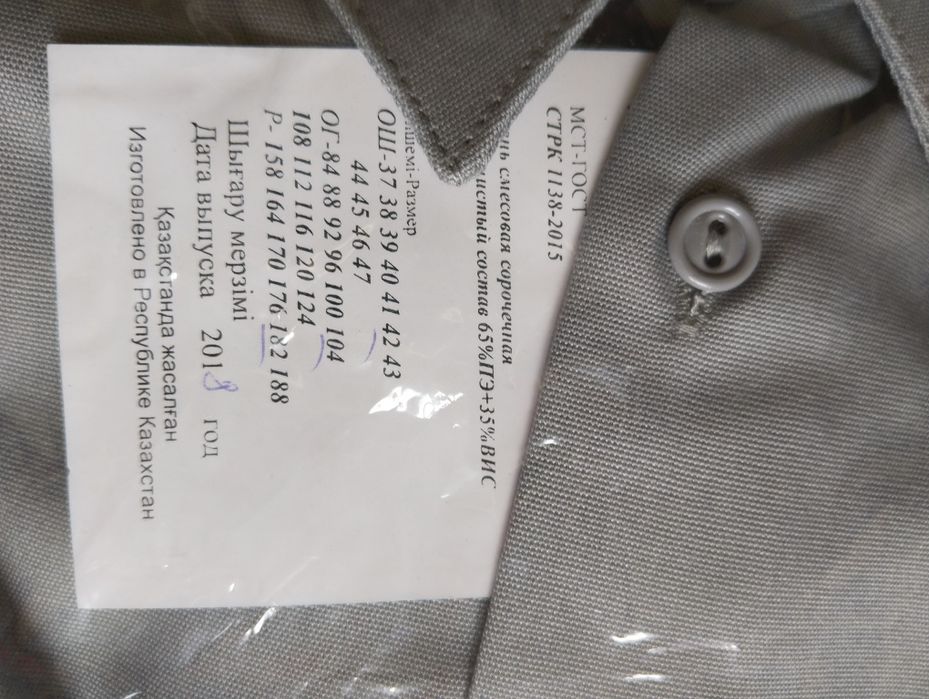 МСТ-ГОСТ
СТРК 1138-2015
смесовая сорочечная
состав 65%ПЭ+35%ВИС
Размер
ОШ-37 38 39 40 41 42 43
44 45 46 47
ОГ-84 88 92 96 100 104
108 112 116 120 124
Р- 158 164 170 176 182 188
Шығару мерзімі
Дата выпуска 2018 год
Қазақстанда жасалған
Изготовлено в Республике Казахстан